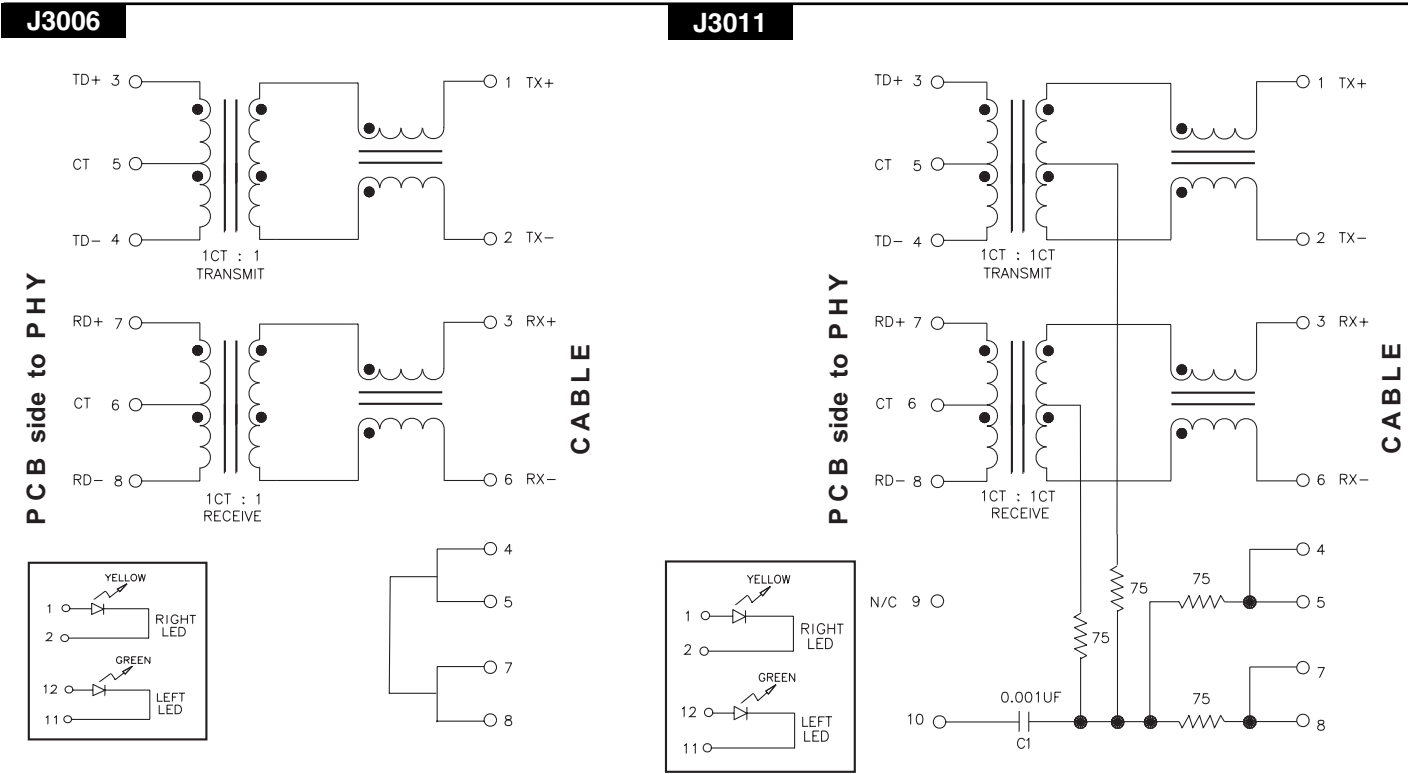 J3006
TD+ 3
1 TX+
CT 5
TD− 4
2 TX−
1CT : 1
TRANSMIT
RD+ 7
3 RX+
CT 6
RD− 8
6 RX−
1CT : 1
RECEIVE
PCB side to PHY
CABLE
4
5
7
8
YELLOW
1
2
RIGHT
LED
GREEN
12
11
LEFT
LED
J3011
TD+ 3
1 TX+
CT 5
TD− 4
2 TX−
1CT : 1CT
TRANSMIT
RD+ 7
3 RX+
CT 6
RD− 8
6 RX−
1CT : 1CT
RECEIVE
PCB side to PHY
CABLE
4
75
N/C 9
75
5
75
7
0.001UF
75
10
8
C1
YELLOW
1
2
RIGHT
LED
GREEN
12
11
LEFT
LED